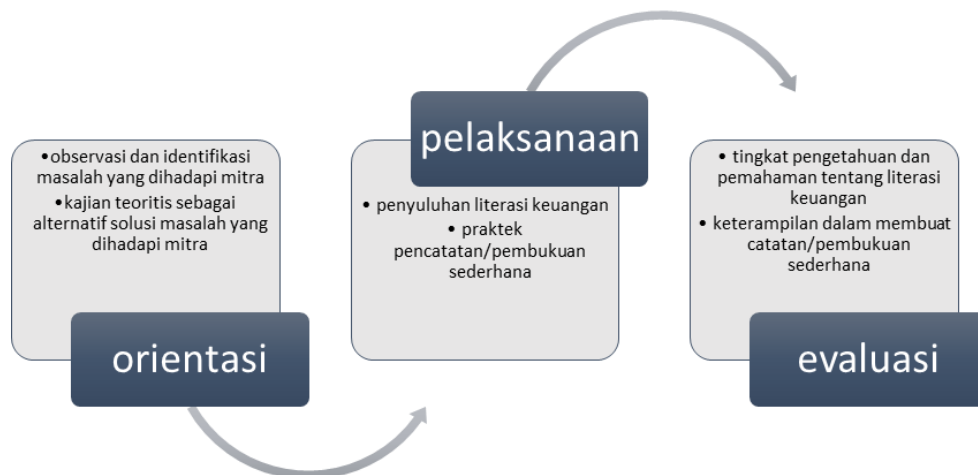 •observasi dan identifikasi
masalah yang dihadapi mitra
•kajian teoritis sebagai
alternatif solusi masalah yang
dihadapi mitra
orientasi
pelaksanaan
• penyuluhan literasi keuangan
• praktek
pencatatan/pembukuan
sederhana
• tingkat pengetahuan dan
pemahaman tentang literasi
keuangan
• keterampilan dalam membuat
catatan/pembukuan
sederhana
evaluasi